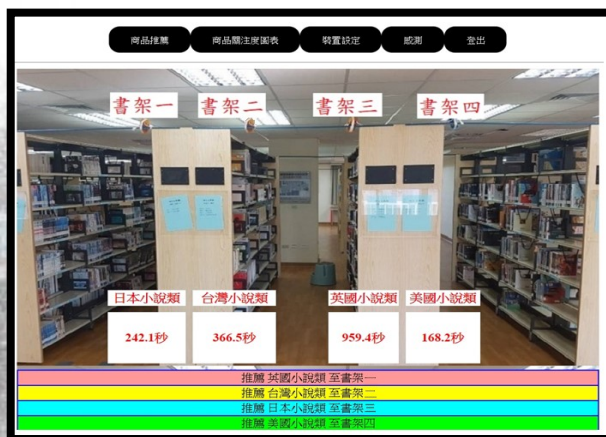 商品推薦 商品關注度圖表 裝置設定 感測 登出
書架一 書架二 書架三 書架四
日本小說類 台灣小說類 英國小說類 美國小說類
242.1秒 366.5秒 959.4秒 168.2秒
推薦 英國小說類 至書架一
推薦 台灣小說類 至書架二
推薦 日本小說類 至書架三
推薦 美國小說類 至書架四